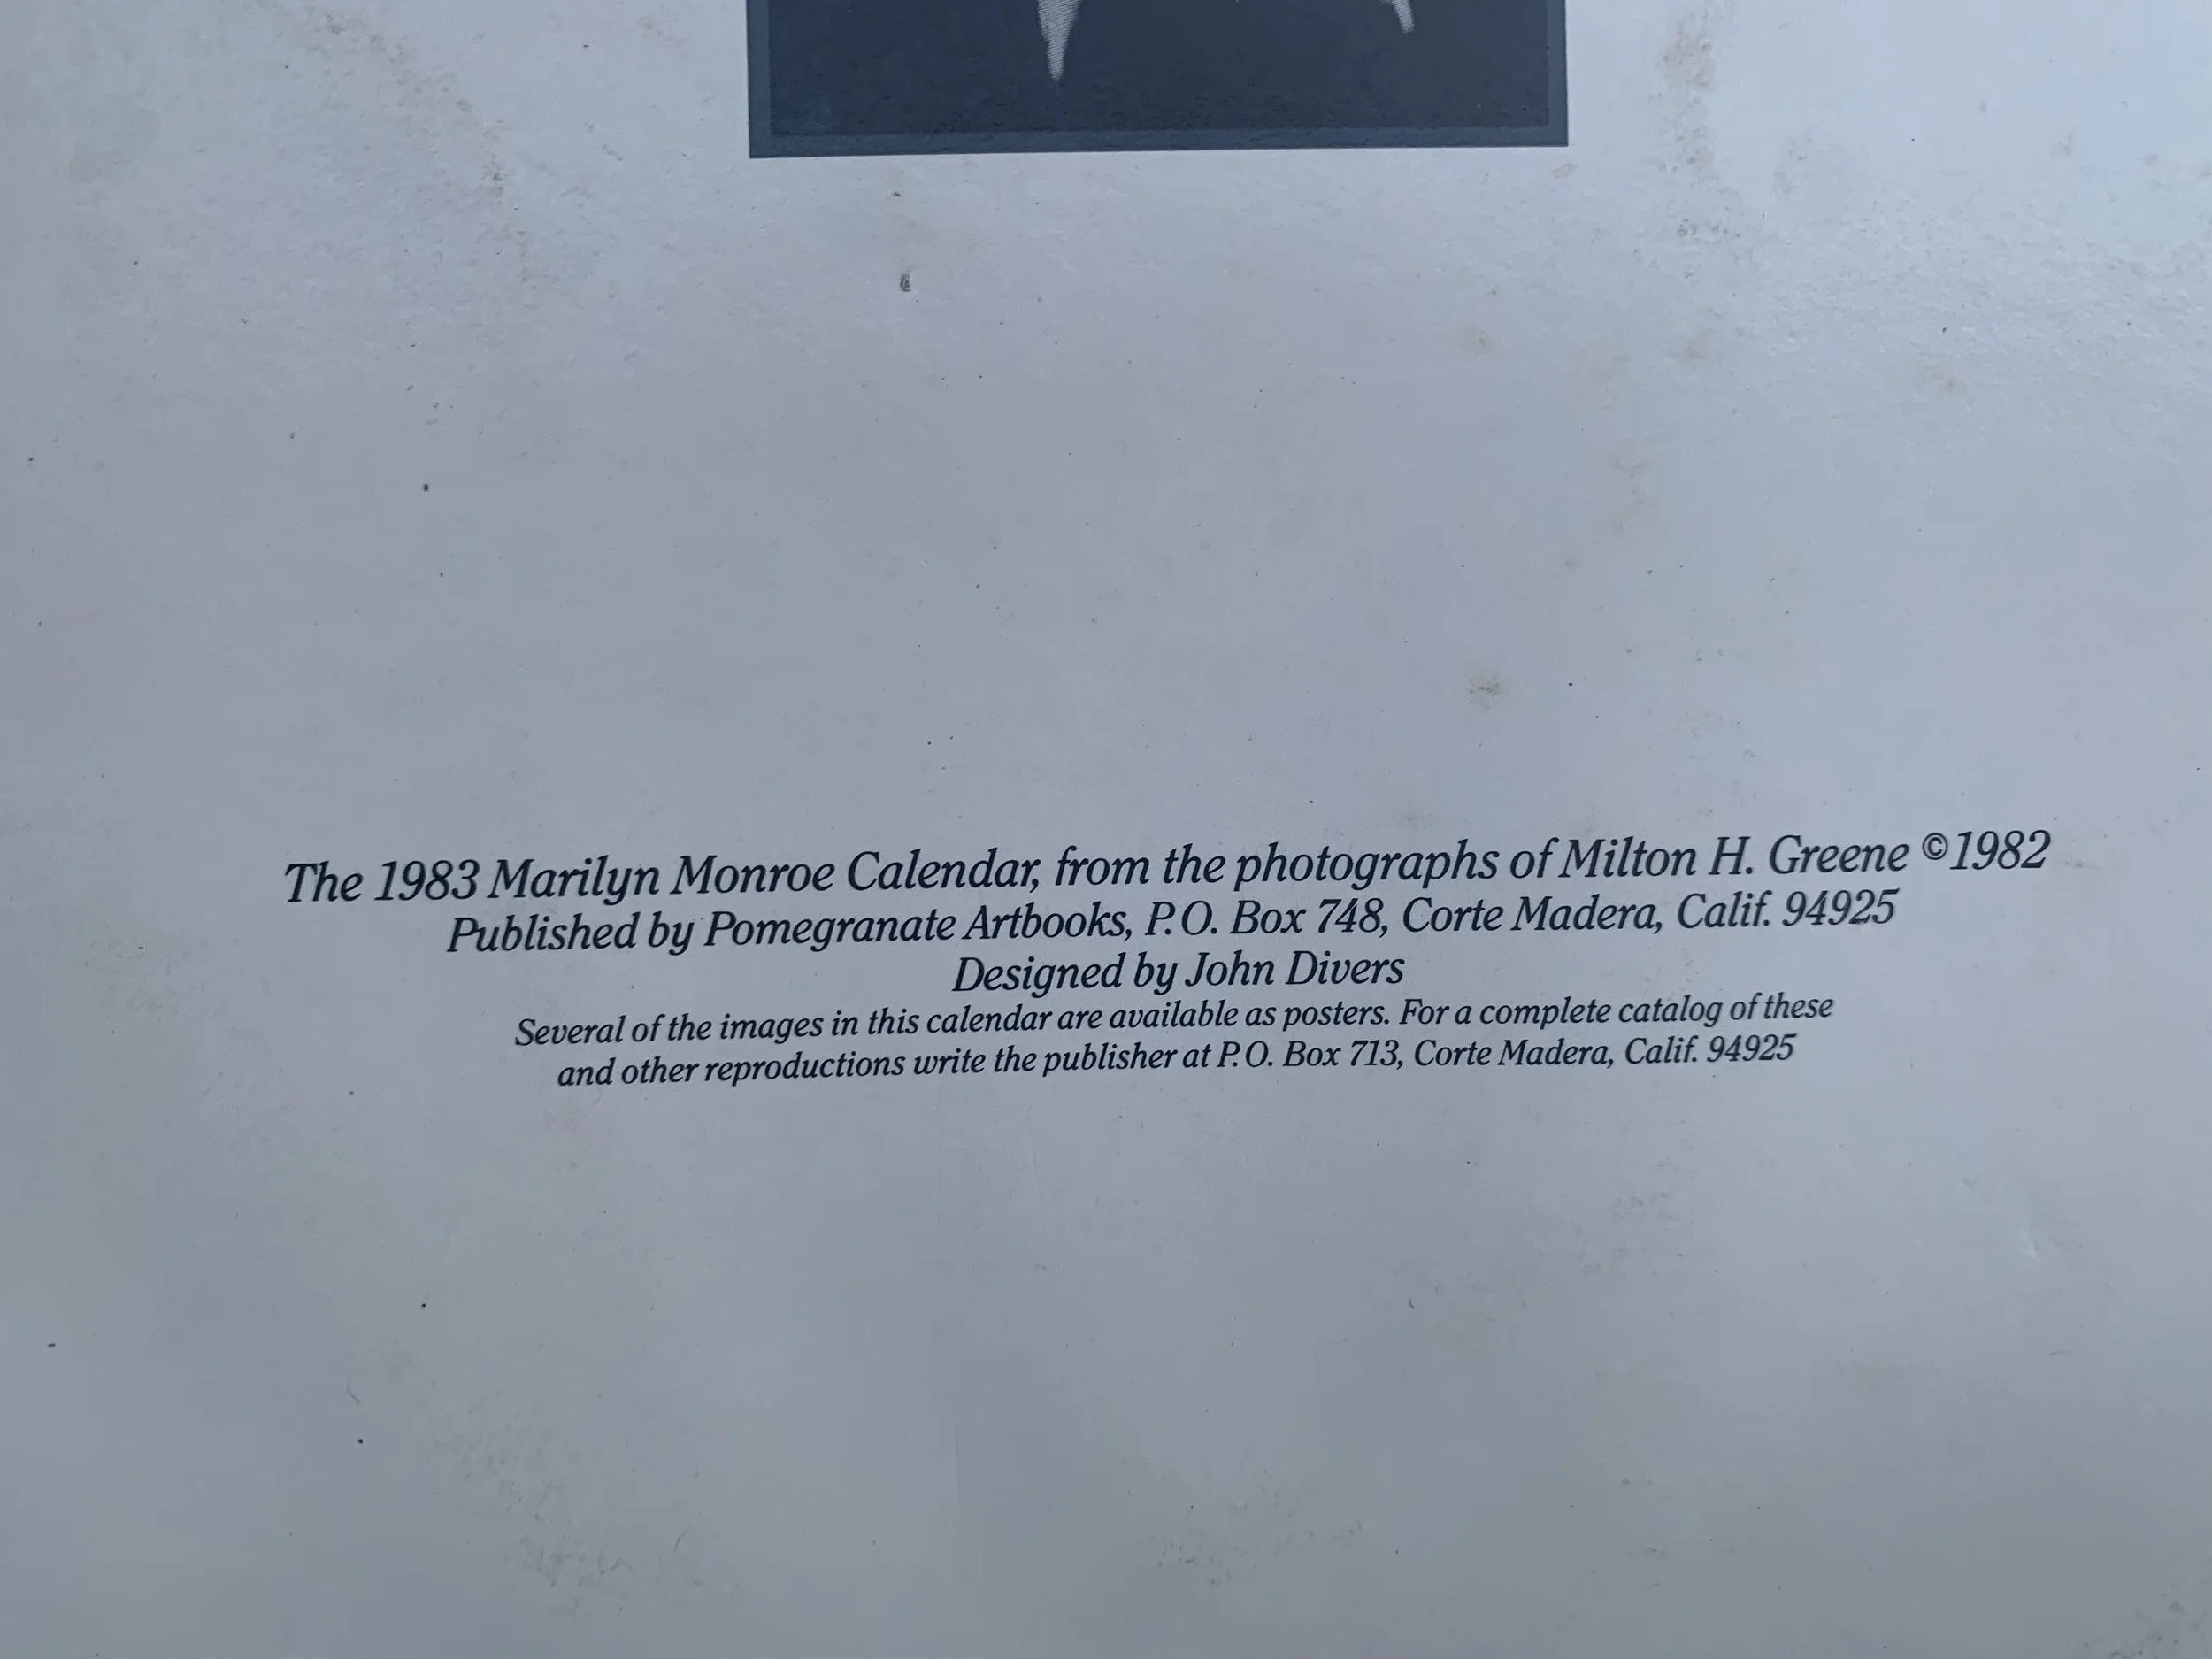 The 1983 Marilyn Monroe Calendar, from the photographs of Milton H. Greene ©1982
Published by Pomegranate Artbooks, P.O. Box 748, Corte Madera, Calif. 94925
Designed by John Divers
Several of the images in this calendar are available as posters. For a complete catalog of these
and other reproductions write the publisher at P.O. Box 713, Corte Madera, Calif. 94925